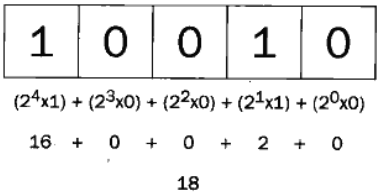 1 0 0 1 0
(2⁴x1) + (2³x0) + (2²x0) + (2¹x1) + (2⁰x0)
16 + 0 + 0 + 2 + 0
18